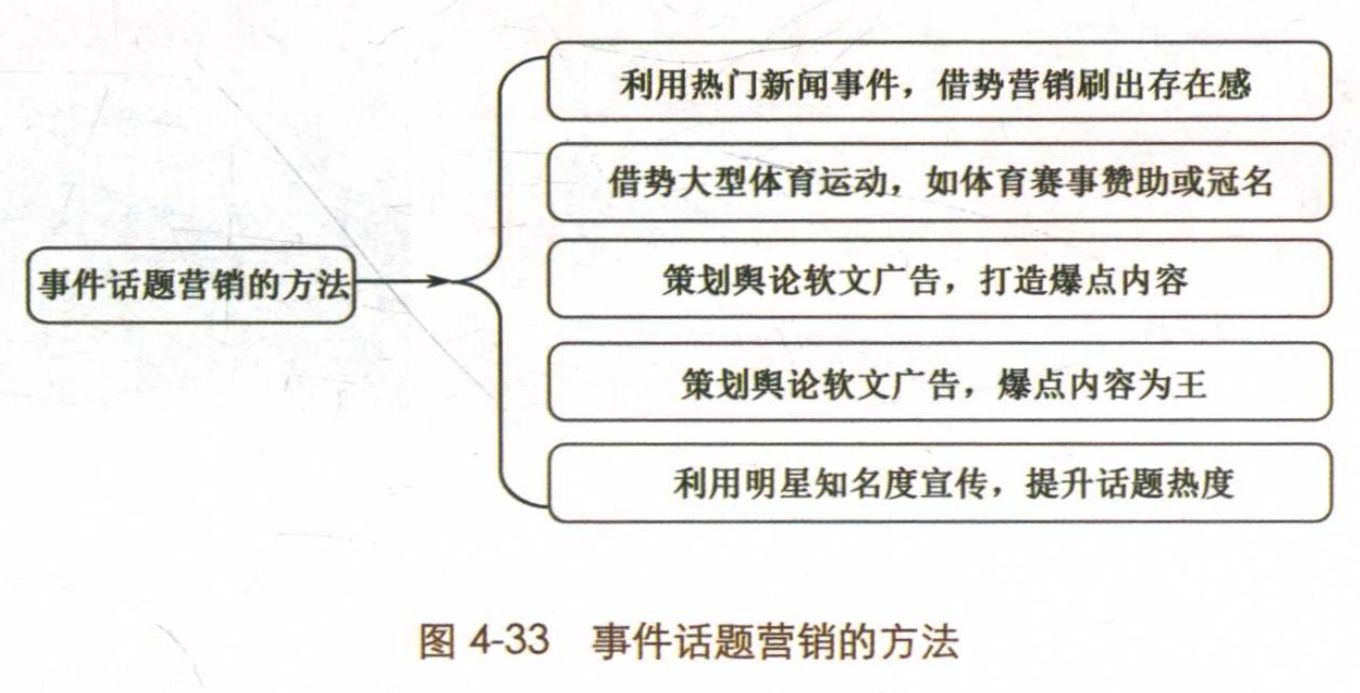 利用热门新闻事件，借势营销刷出存在感
借势大型体育运动，如体育赛事赞助或冠名
事件话题营销的方法
策划舆论软文广告，打造爆点内容
策划舆论软文广告，爆点内容为王
利用明星知名度宣传，提升话题热度
图 4-33 事件话题营销的方法